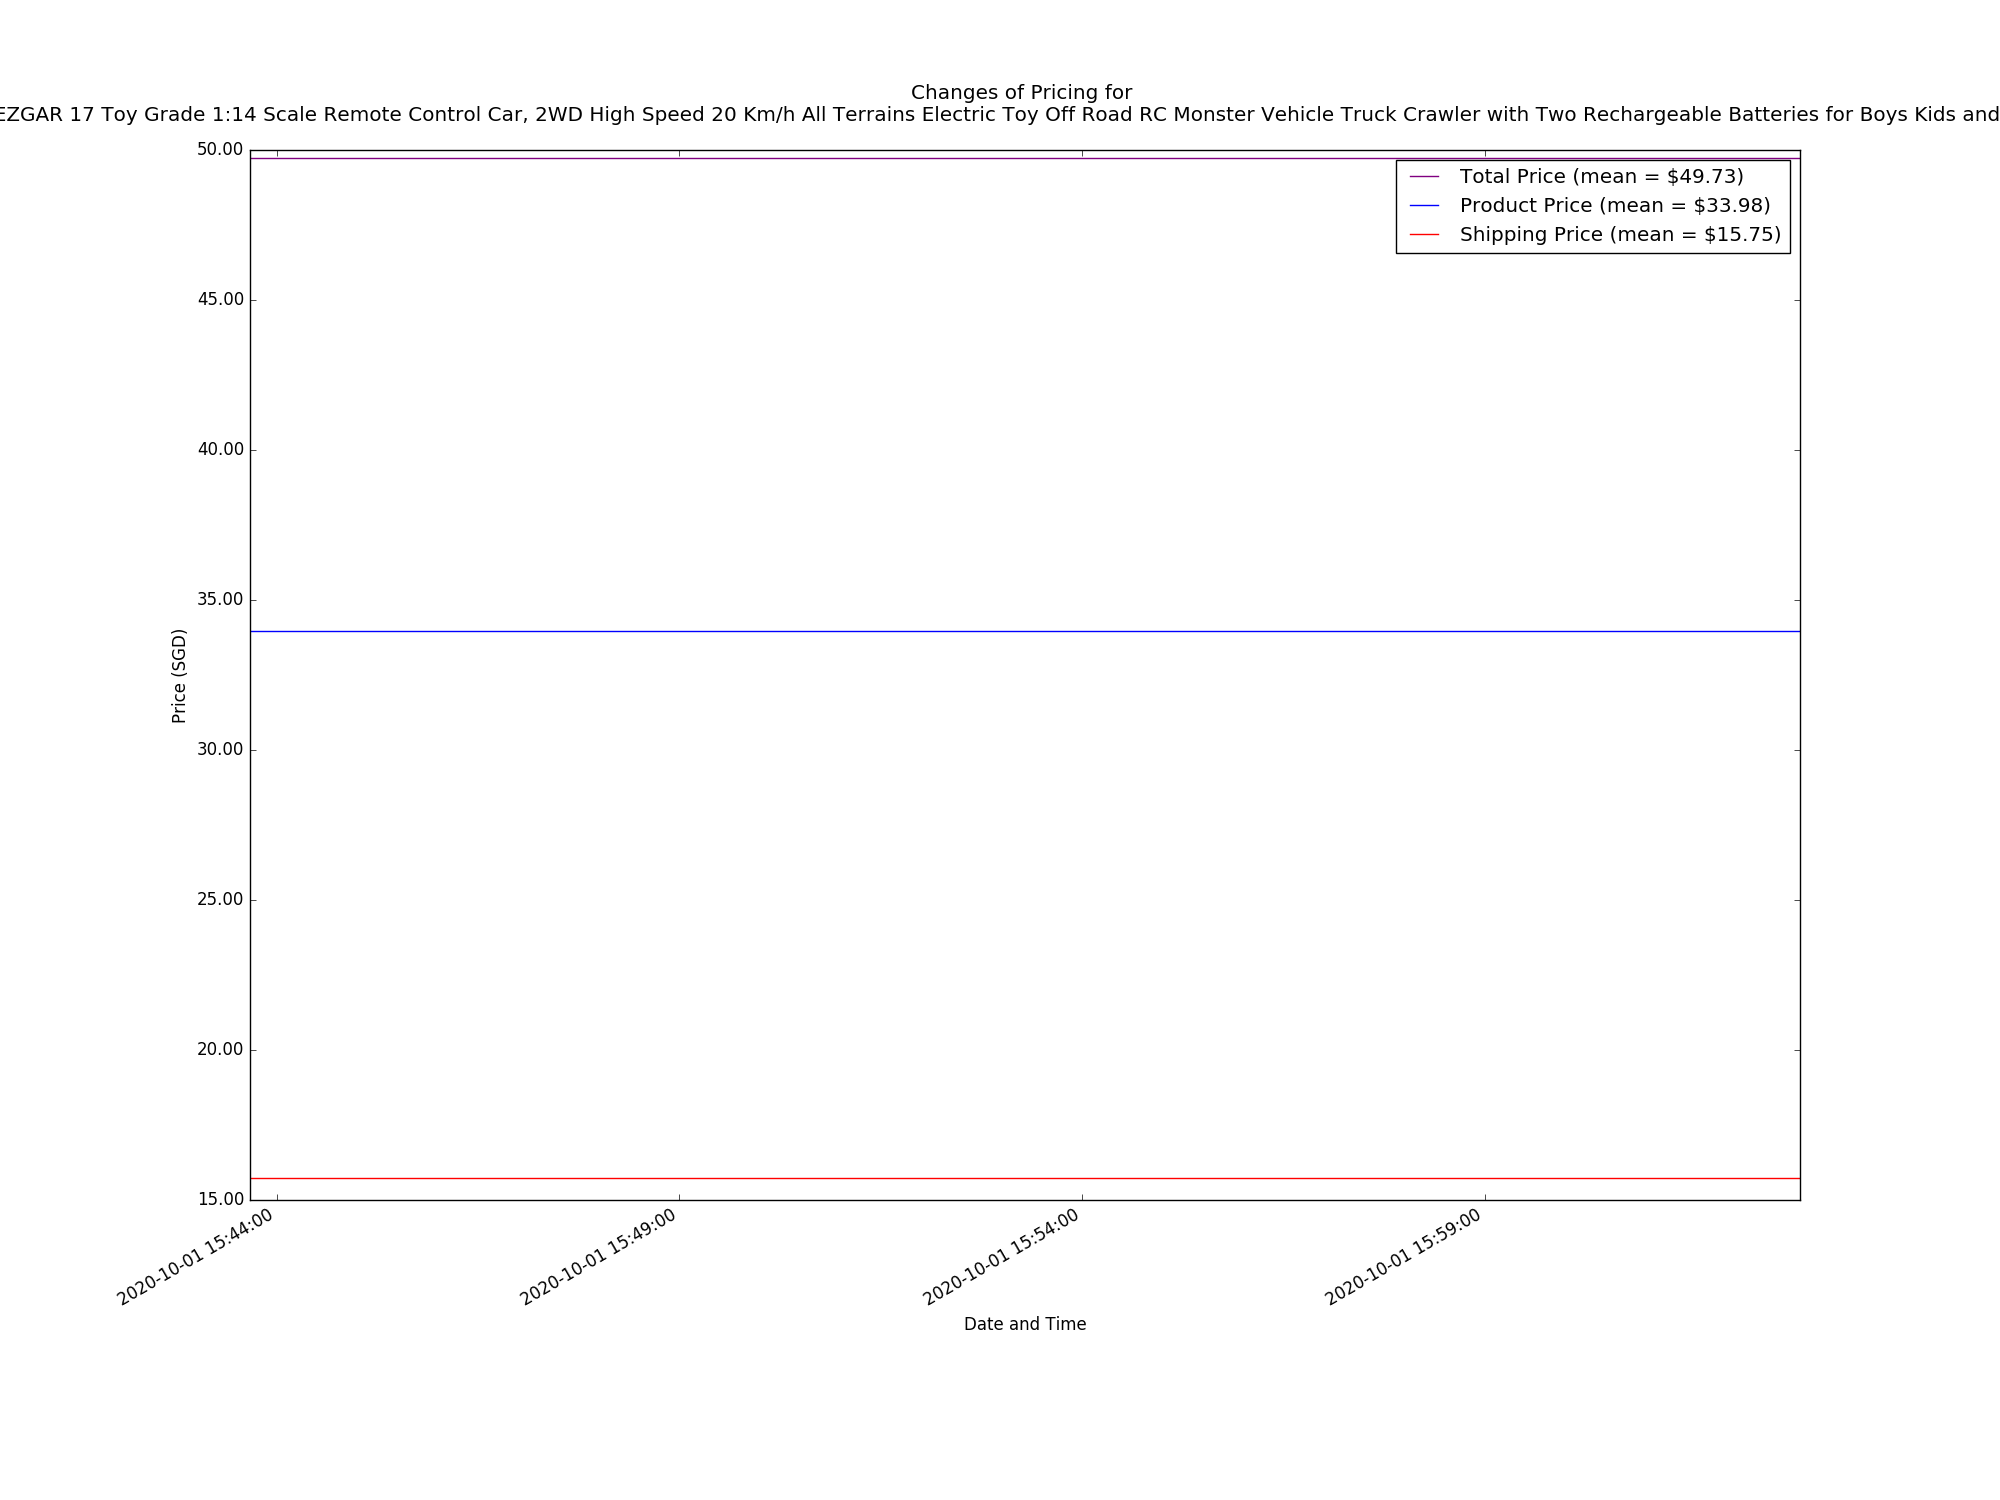 Changes of Pricing for
EZGAR 17 Toy Grade 1:14 Scale Remote Control Car, 2WD High Speed 20 Km/h All Terrains Electric Toy Off Road RC Monster Vehicle Truck Crawler with Two Rechargeable Batteries for Boys Kids and
50.00
45.00
40.00
35.00
30.00
25.00
20.00
15.00
Price (SGD)
Total Price (mean = $49.73)
Product Price (mean = $33.98)
Shipping Price (mean = $15.75)
2020-10-01 15:44:00
2020-10-01 15:49:00
2020-10-01 15:54:00
2020-10-01 15:59:00
Date and Time